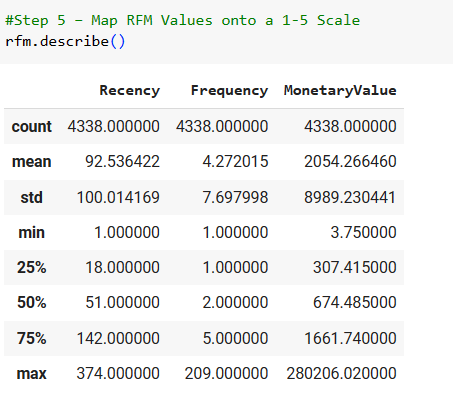 #Step 5 – Map RFM Values onto a 1-5 Scale
rfm.describe()
Recency Frequency MonetaryValue
count 4338.000000 4338.000000 4338.000000
mean 92.536422 4.272015 2054.266460
std 100.014169 7.697998 8989.230441
min 1.000000 1.000000 3.750000
25% 18.000000 1.000000 307.415000
50% 51.000000 2.000000 674.485000
75% 142.000000 5.000000 1661.740000
max 374.000000 209.000000 280206.020000